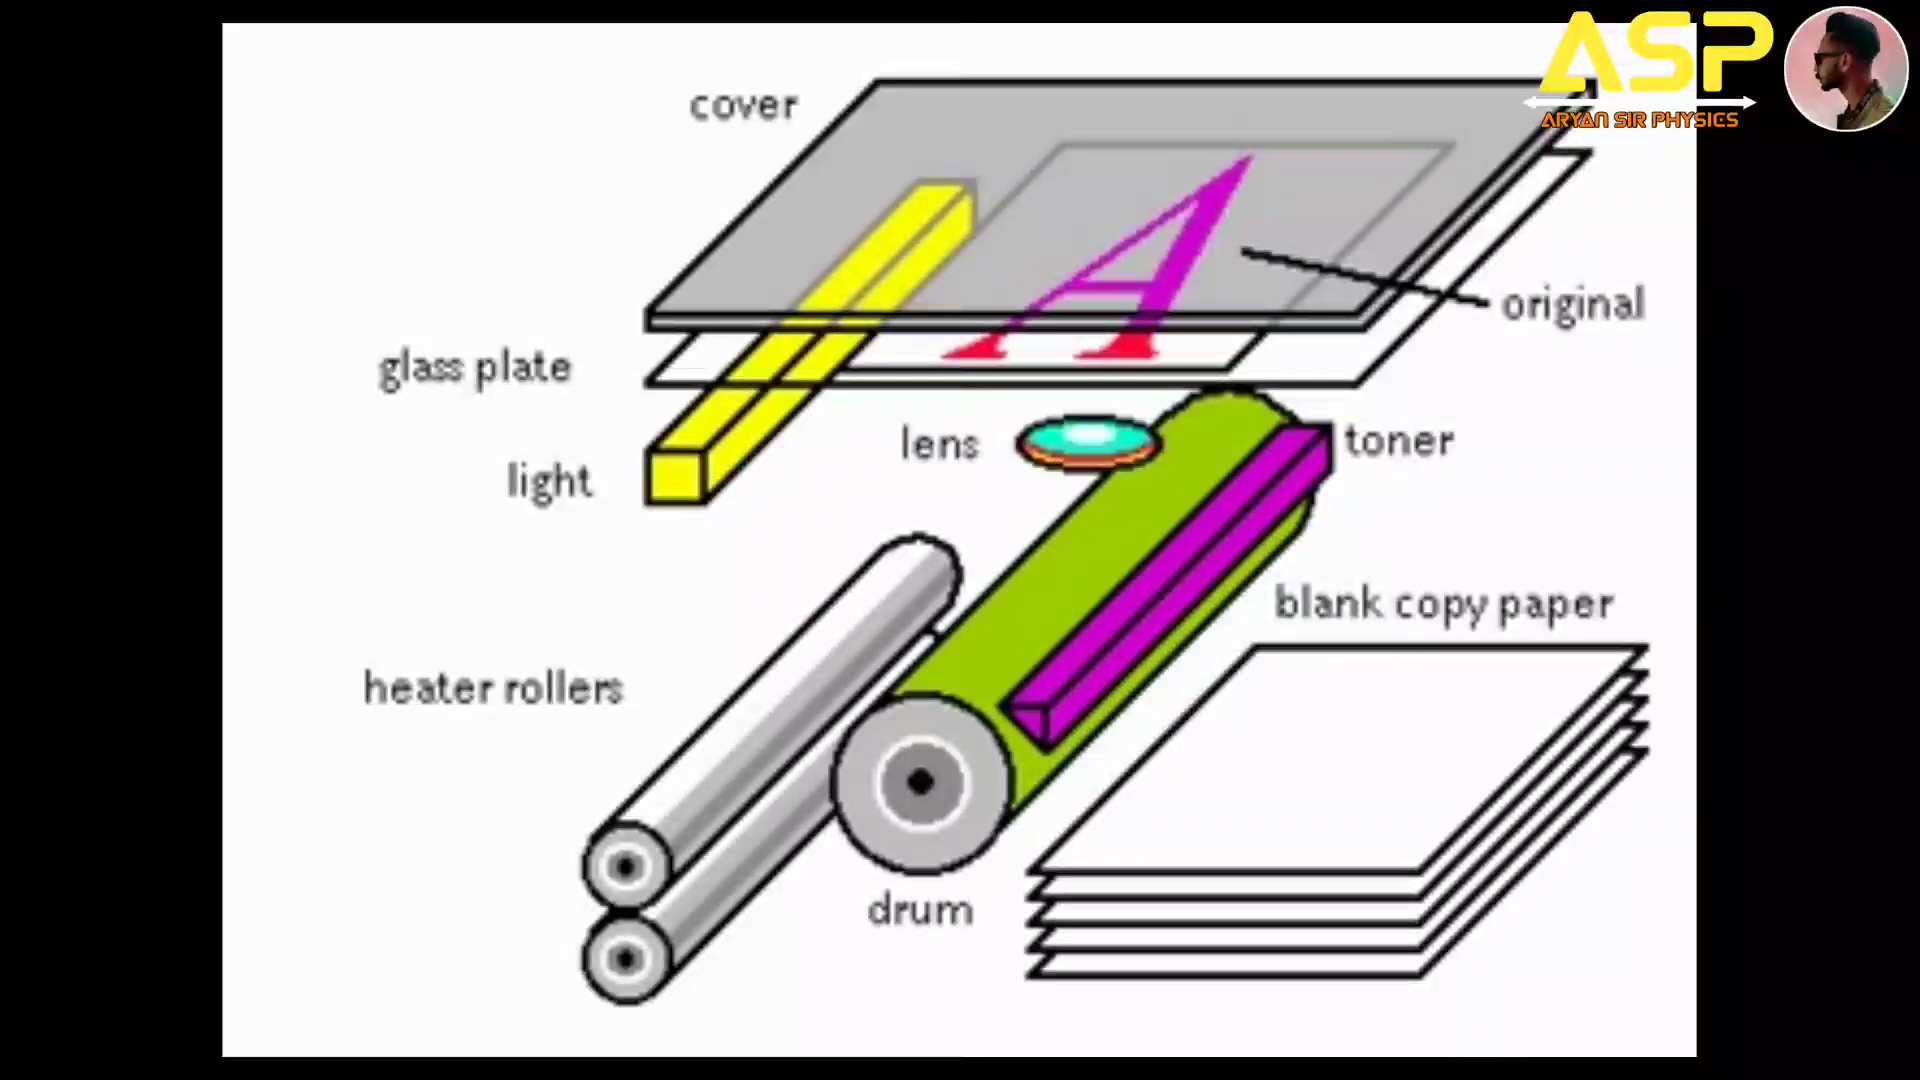 ASP
ARYAN SIR PHYSICS
cover
A
original
glass plate
lens
toner
light
blank copy paper
heater rollers
drum